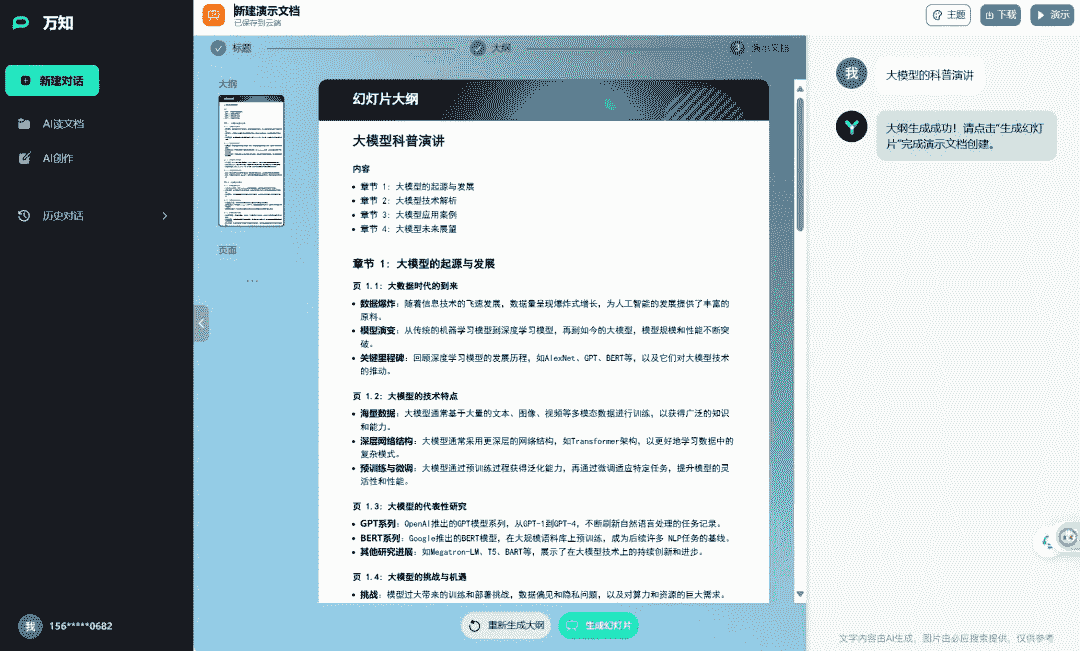 万知
新建对话
AI读文档
AI创作
历史对话
我 156*****0682
新建演示文档
已保存到云端
主题
下载
演示
标题
大纲
演示文档
大纲
页面
...
幻灯片大纲
大模型科普演讲
内容
• 章节 1: 大模型的起源与发展
• 章节 2: 大模型技术解析
• 章节 3: 大模型应用案例
• 章节 4: 大模型未来展望
章节 1: 大模型的起源与发展
页 1.1: 大数据时代的到来
• 数据爆炸: 随着信息技术的飞速发展, 数据量呈现爆炸式增长, 为人工智能的发展提供了丰富的
原料。
• 模型演变: 从传统的机器学习模型到深度学习模型, 再到如今的大模型, 模型规模和性能不断突
破。
• 关键里程碑: 回顾深度学习模型的发展历程, 如AlexNet、GPT、BERT等, 以及它们对大模型技术
的推动。
页 1.2: 大模型的技术特点
• 海量数据: 大模型通常基于大量的文本、图像、视频等多模态数据进行训练, 以获得广泛的知识
和能力。
• 深层网络结构: 大模型通常采用更深层的网络结构, 如Transformer架构, 以更好地学习数据中的
复杂模式。
• 预训练与微调: 大模型通过预训练过程获得泛化能力, 再通过微调适应特定任务, 提升模型的灵
活性和性能。
页 1.3: 大模型的代表性研究
• GPT系列: OpenAI推出的GPT模型系列, 从GPT-1到GPT-4, 不断刷新自然语言处理的任务记录。
• BERT系列: Google推出的BERT模型, 在大规模语料库上预训练, 成为后续许多 NLP任务的基线。
• 其他研究进展: 如Megatron-LM、T5、BART等, 展示了在大模型技术上的持续创新和进步。
页 1.4: 大模型的挑战与机遇
• 挑战: 模型过大带来的训练和部署挑战, 数据偏见和隐私问题, 以及对算力和资源的巨大需求。
重新生成大纲
生成幻灯片
我
大模型的科普演讲
大纲生成成功! 请点击“生成幻灯
片”完成演示文档创建。
文字内容由AI生成, 图片由必应搜索提供, 仅供参考